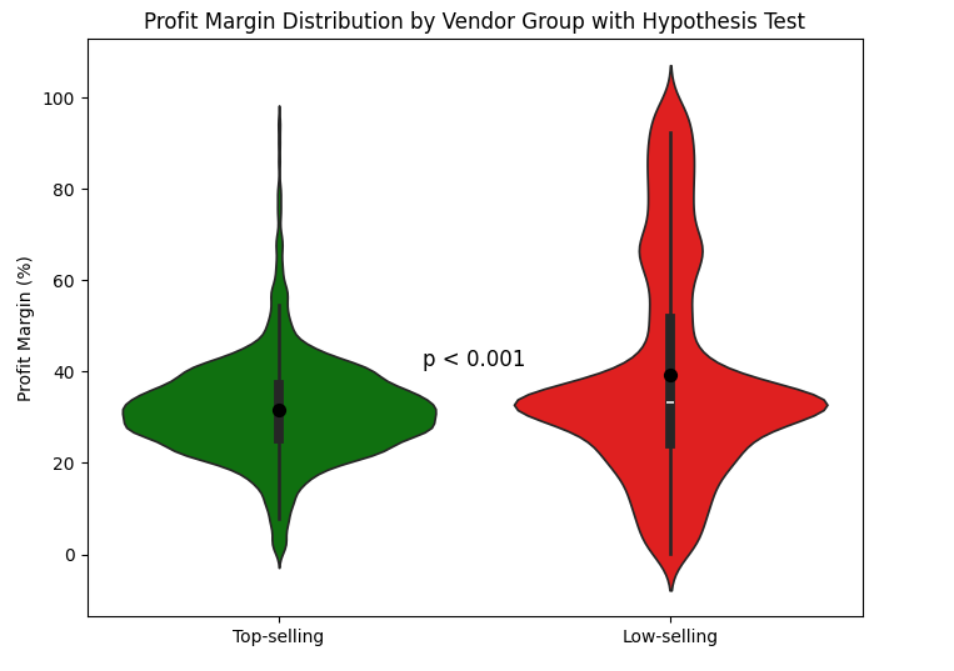 Profit Margin Distribution by Vendor Group with Hypothesis Test
Profit Margin (%)
100
80
60
40
20
0
p < 0.001
Top-selling
Low-selling